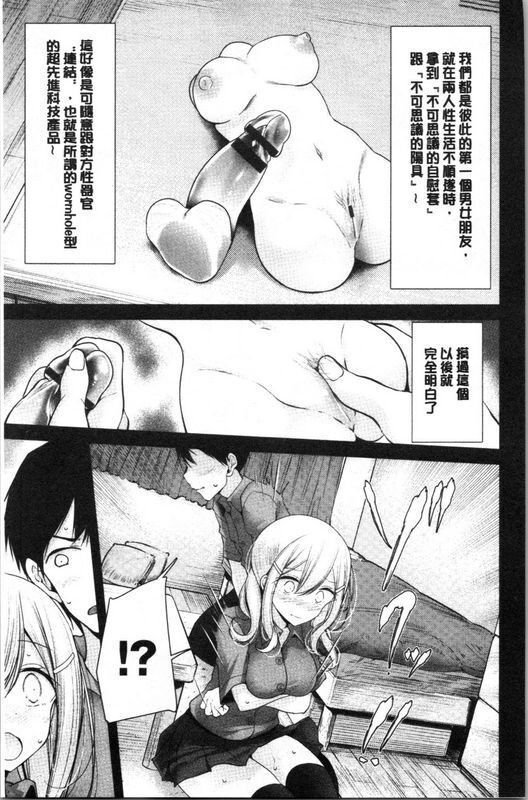 我們都是彼此的第一個男女朋友，
就在兩人性生活不順遂時，
拿到「不可思議的自慰套」
跟「不可思議的陽具」~
這好像是可隨意跟對方性器官
"連結"，也就是所謂的wormhole型
的超先進科技產品~
摸過這個
以後就
完全明白了
!?